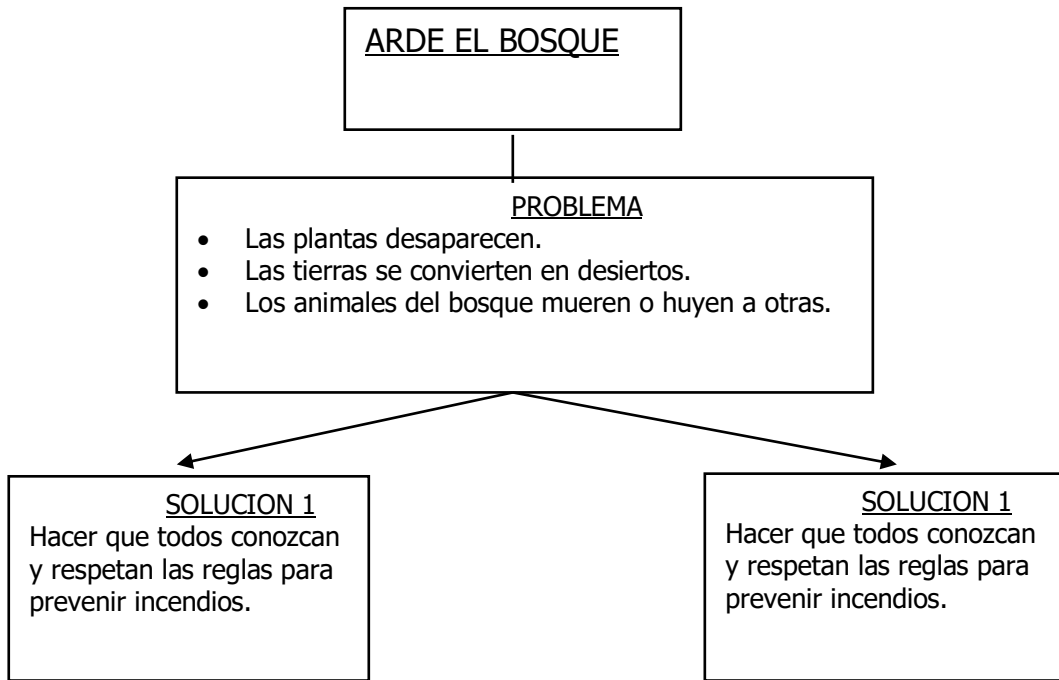 ARDE EL BOSQUE
PROBLEMA
• Las plantas desaparecen.
• Las tierras se convierten en desiertos.
• Los animales del bosque mueren o huyen a otras.
SOLUCION 1
Hacer que todos conozcan
y respetan las reglas para
prevenir incendios.
SOLUCION 1
Hacer que todos conozcan
y respetan las reglas para
prevenir incendios.